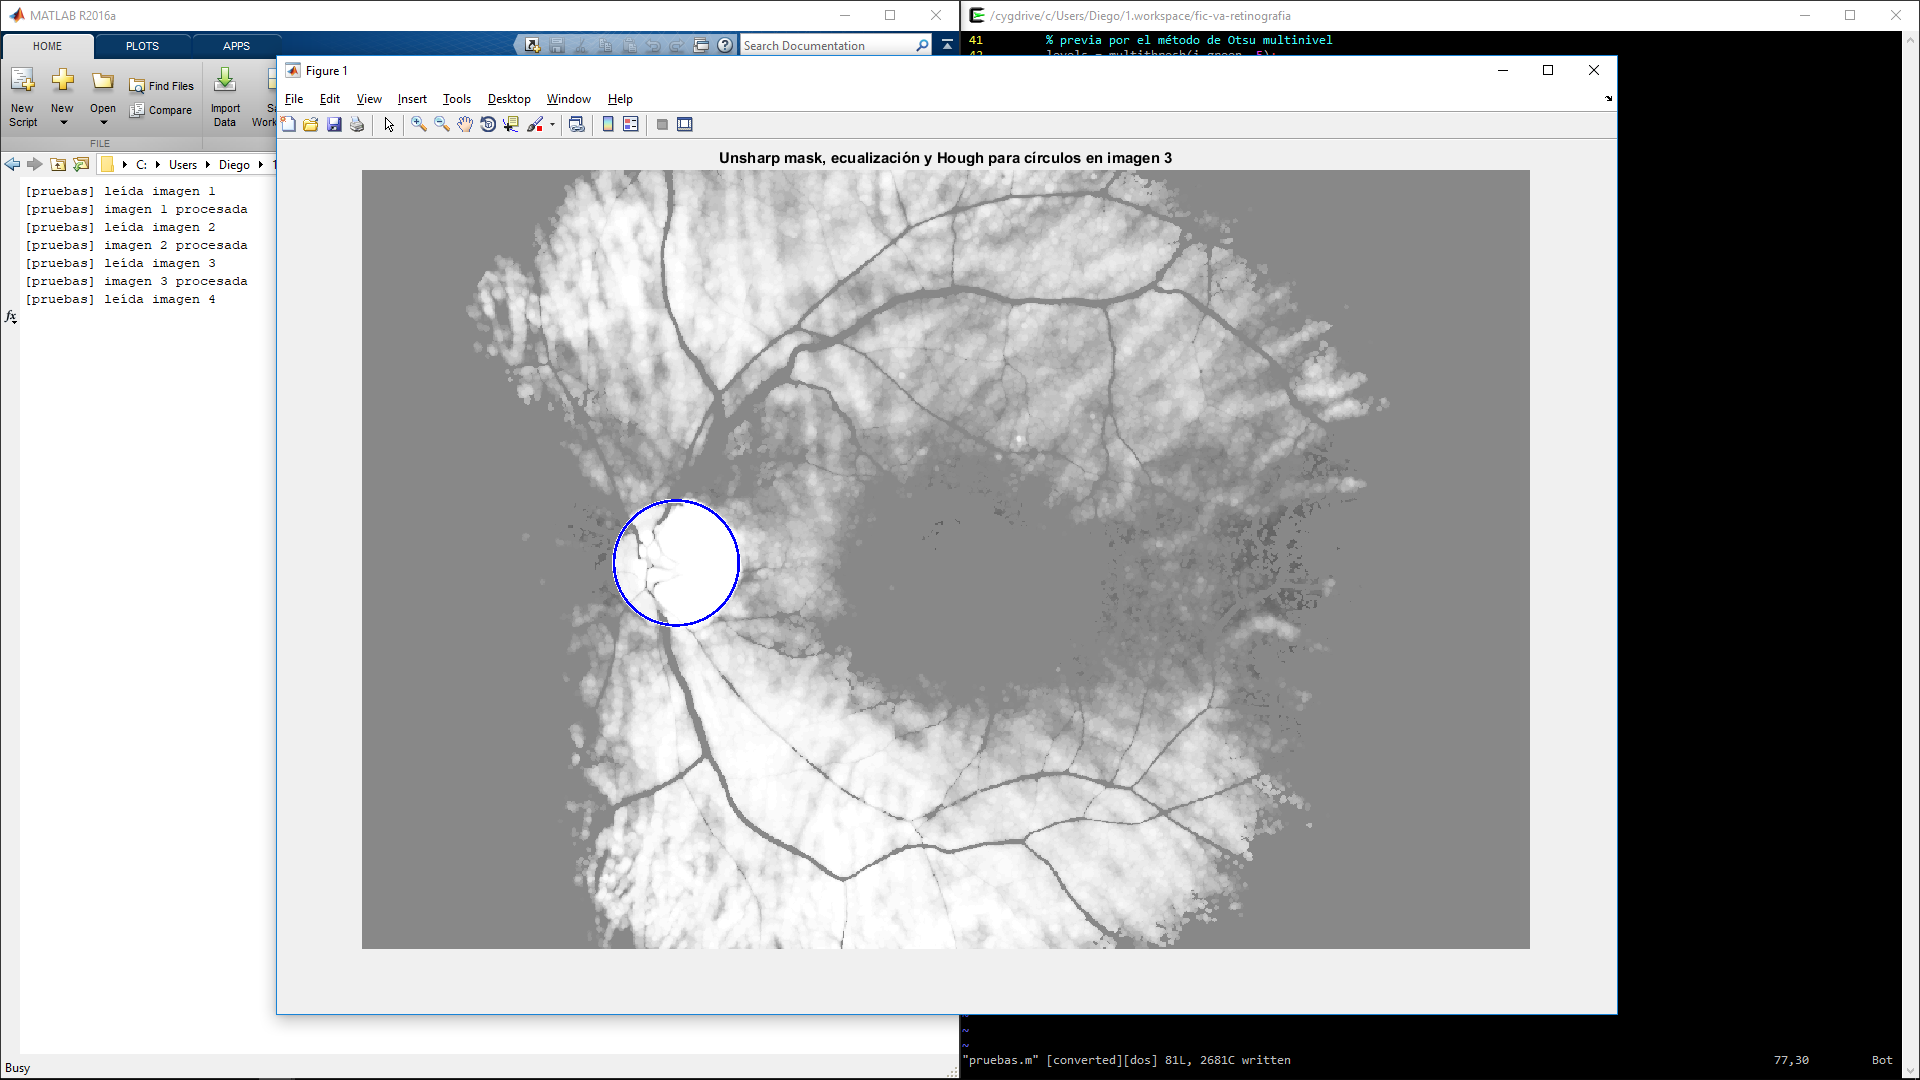 MATLAB R2016a
/cygdrive/c/Users/Diego/1.workspace/fic-va-retinografia
HOME PLOTS APPS
Search Documentation
41 % previa por el método de Otsu multinivel
New Script
New
Open
Find Files
Compare
Import Data
FILE
C: Users Diego
[pruebas] leída imagen 1
[pruebas] imagen 1 procesada
[pruebas] leída imagen 2
[pruebas] imagen 2 procesada
[pruebas] leída imagen 3
[pruebas] imagen 3 procesada
[pruebas] leída imagen 4
fx
Figure 1
File Edit View Insert Tools Desktop Window Help
Unsharp mask, ecualización y Hough para círculos en imagen 3
~
~
~
"pruebas.m" [converted][dos] 81L, 2681C written 77,30 Bot
Busy